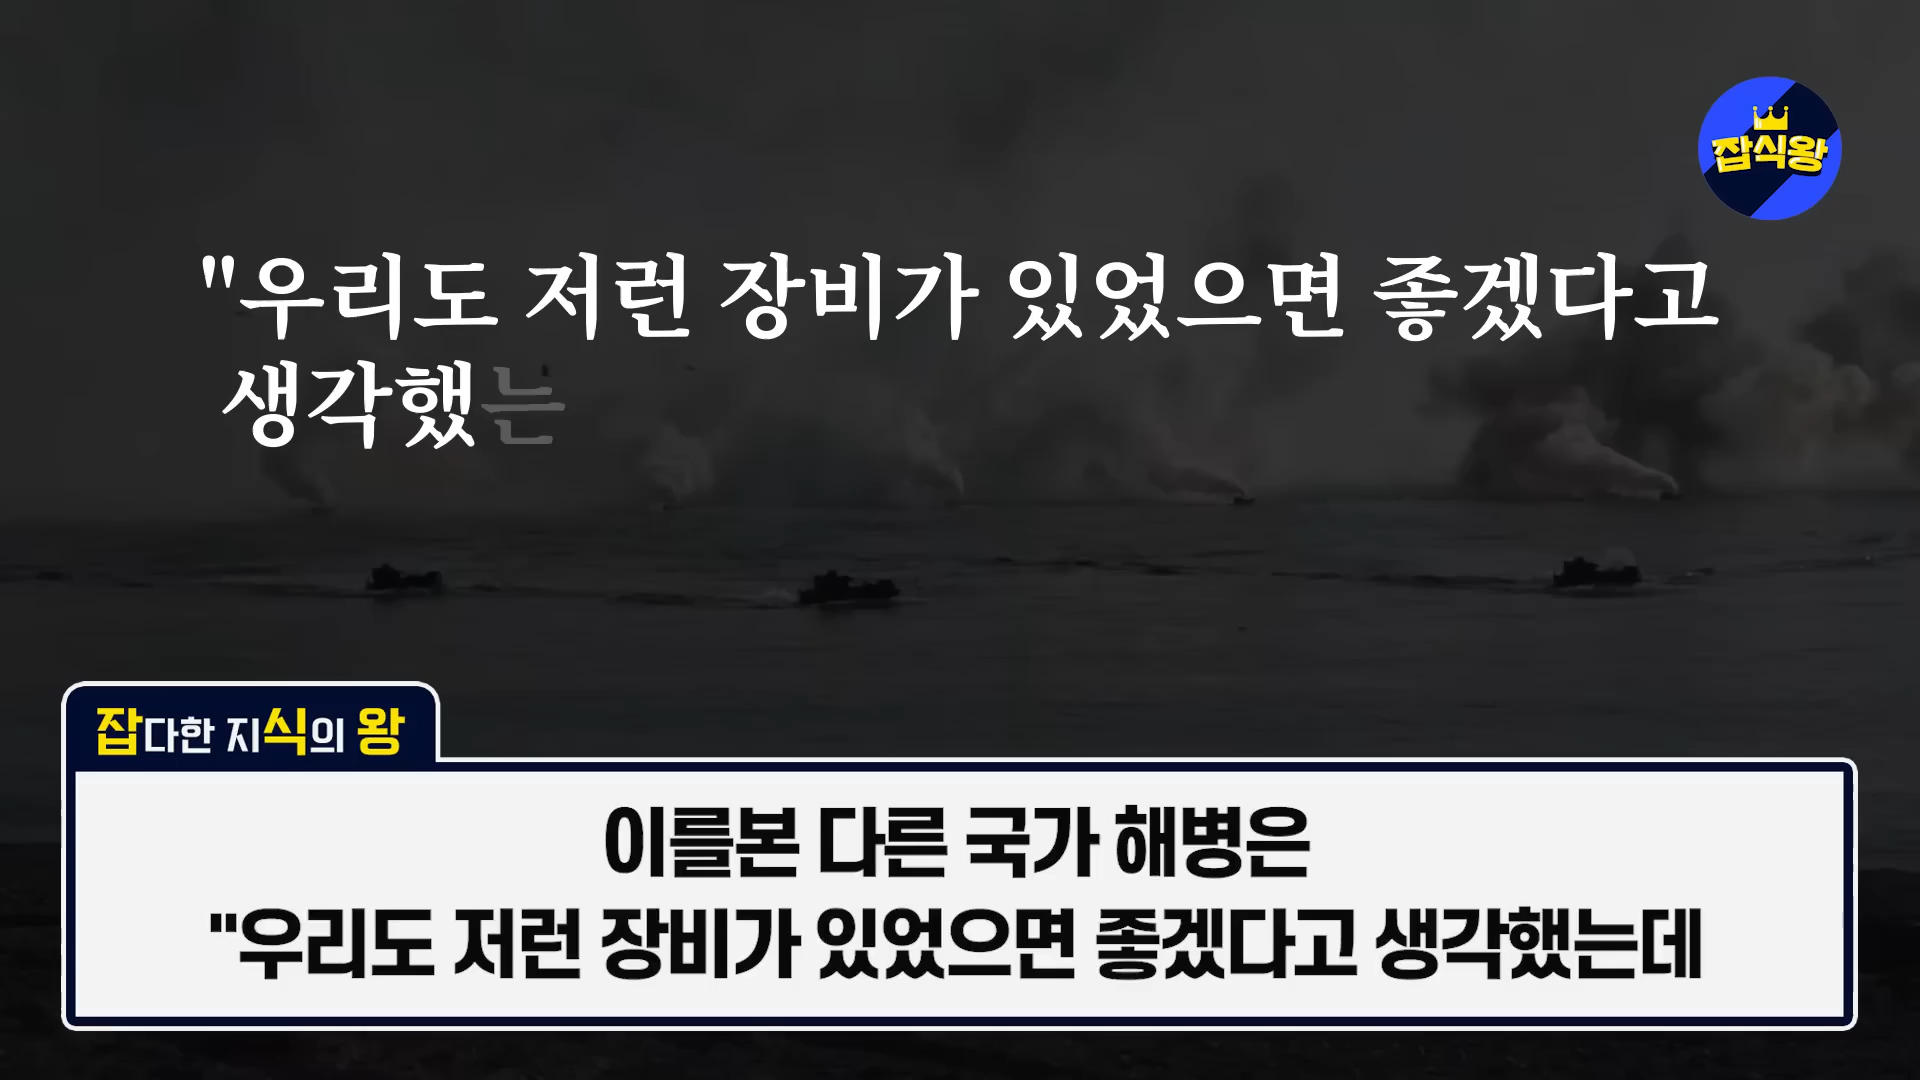 잡식왕
"우리도 저런 장비가 있었으면 좋겠다고
생각했는
잡다한 지식의 왕
이를본 다른 국가 해병은
"우리도 저런 장비가 있었으면 좋겠다고 생각했는데